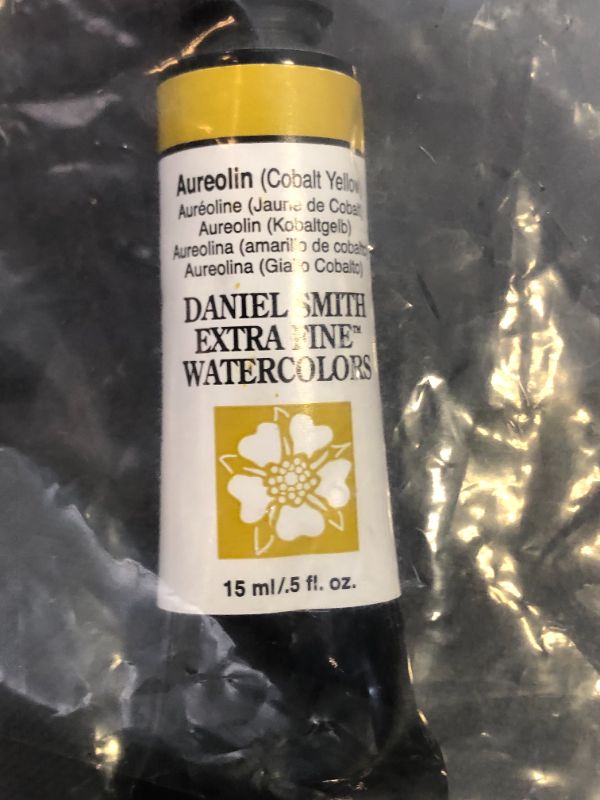 Aureolin (Cobalt Yellow
Auréoline (Jaune de Cobalt
Aureolin (Kobaltgelb)
Aureolina (amarillo de cobalto
Aureolina (Giallo Cobalto)
DANIEL SMITH
EXTRA FINE™
WATERCOLORS
15 ml/.5 fl. oz.